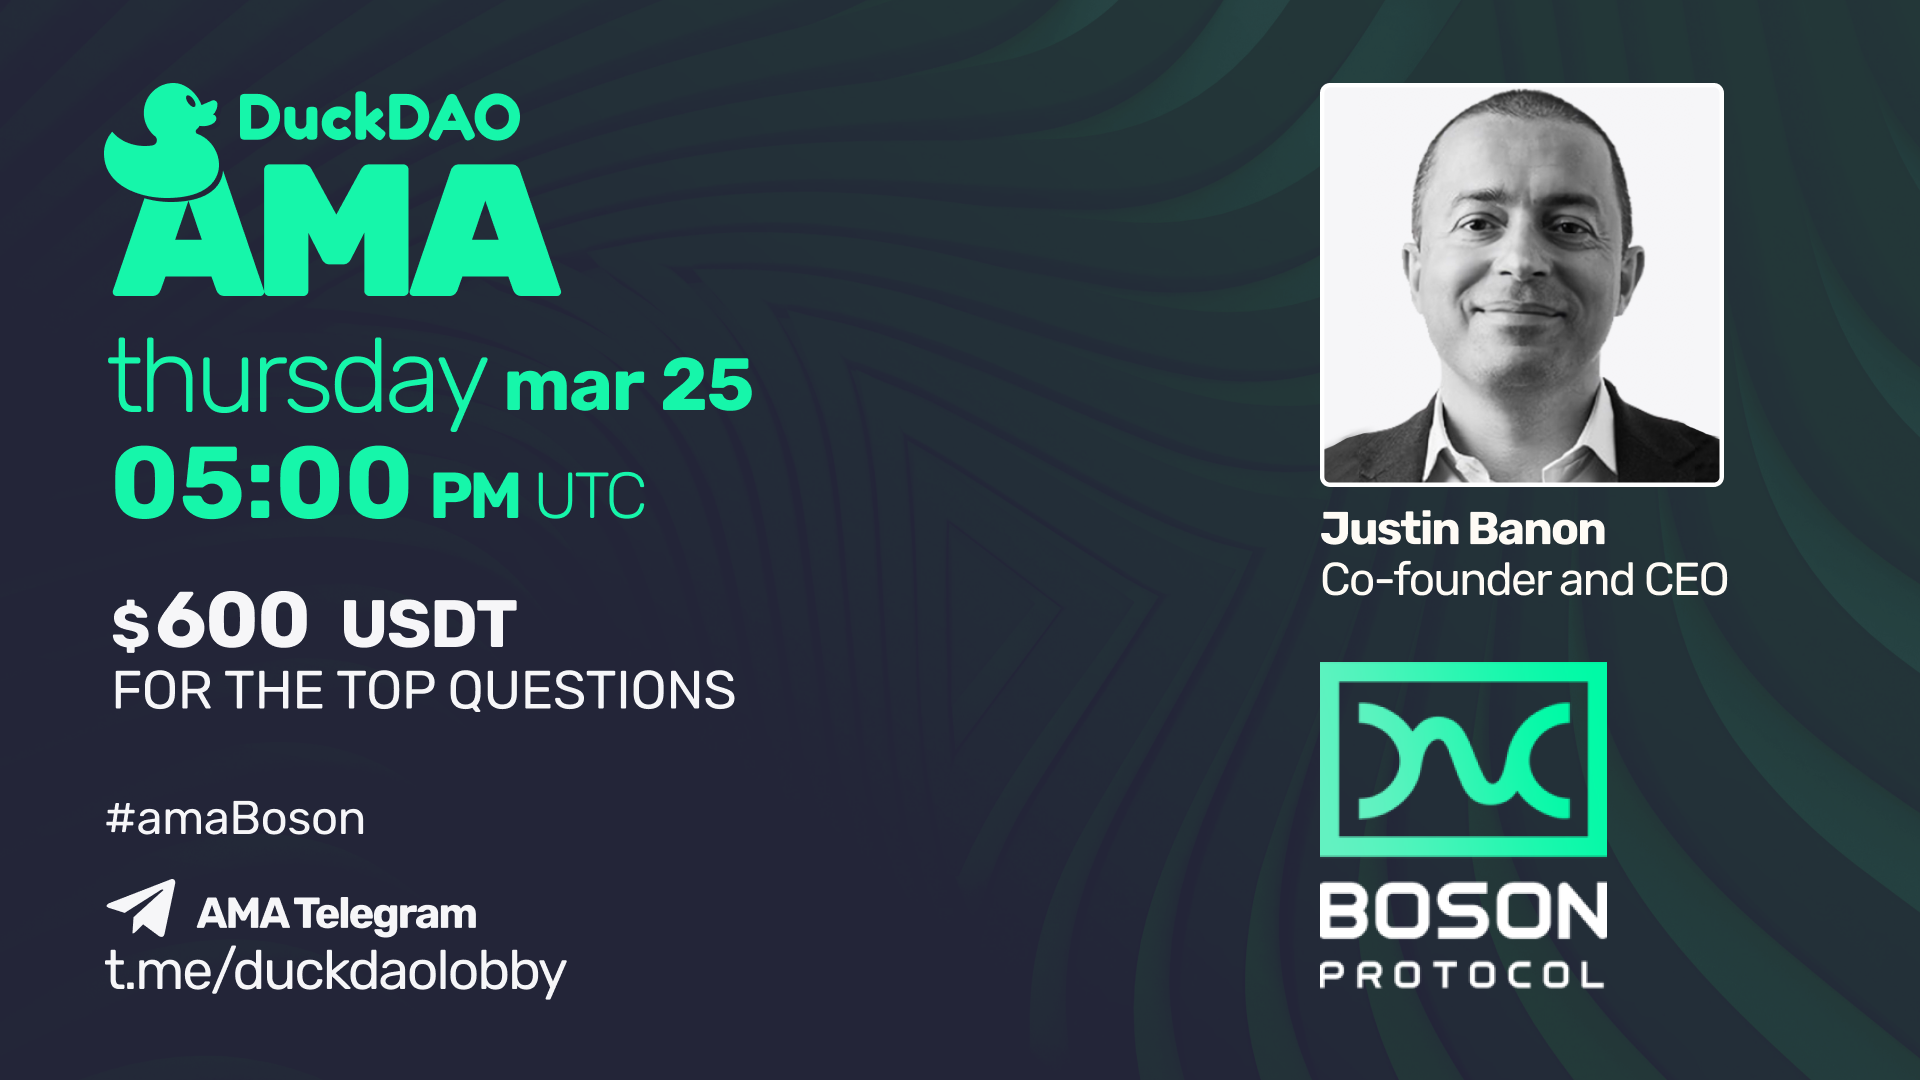 DuckDAO
AMA
thursday mar 25
05:00 PM UTC
$600 USDT
FOR THE TOP QUESTIONS
#amaBoson
AMA Telegram
t.me/duckdaolobby
Justin Banon
Co-founder and CEO
BOSON
PROTOCOL